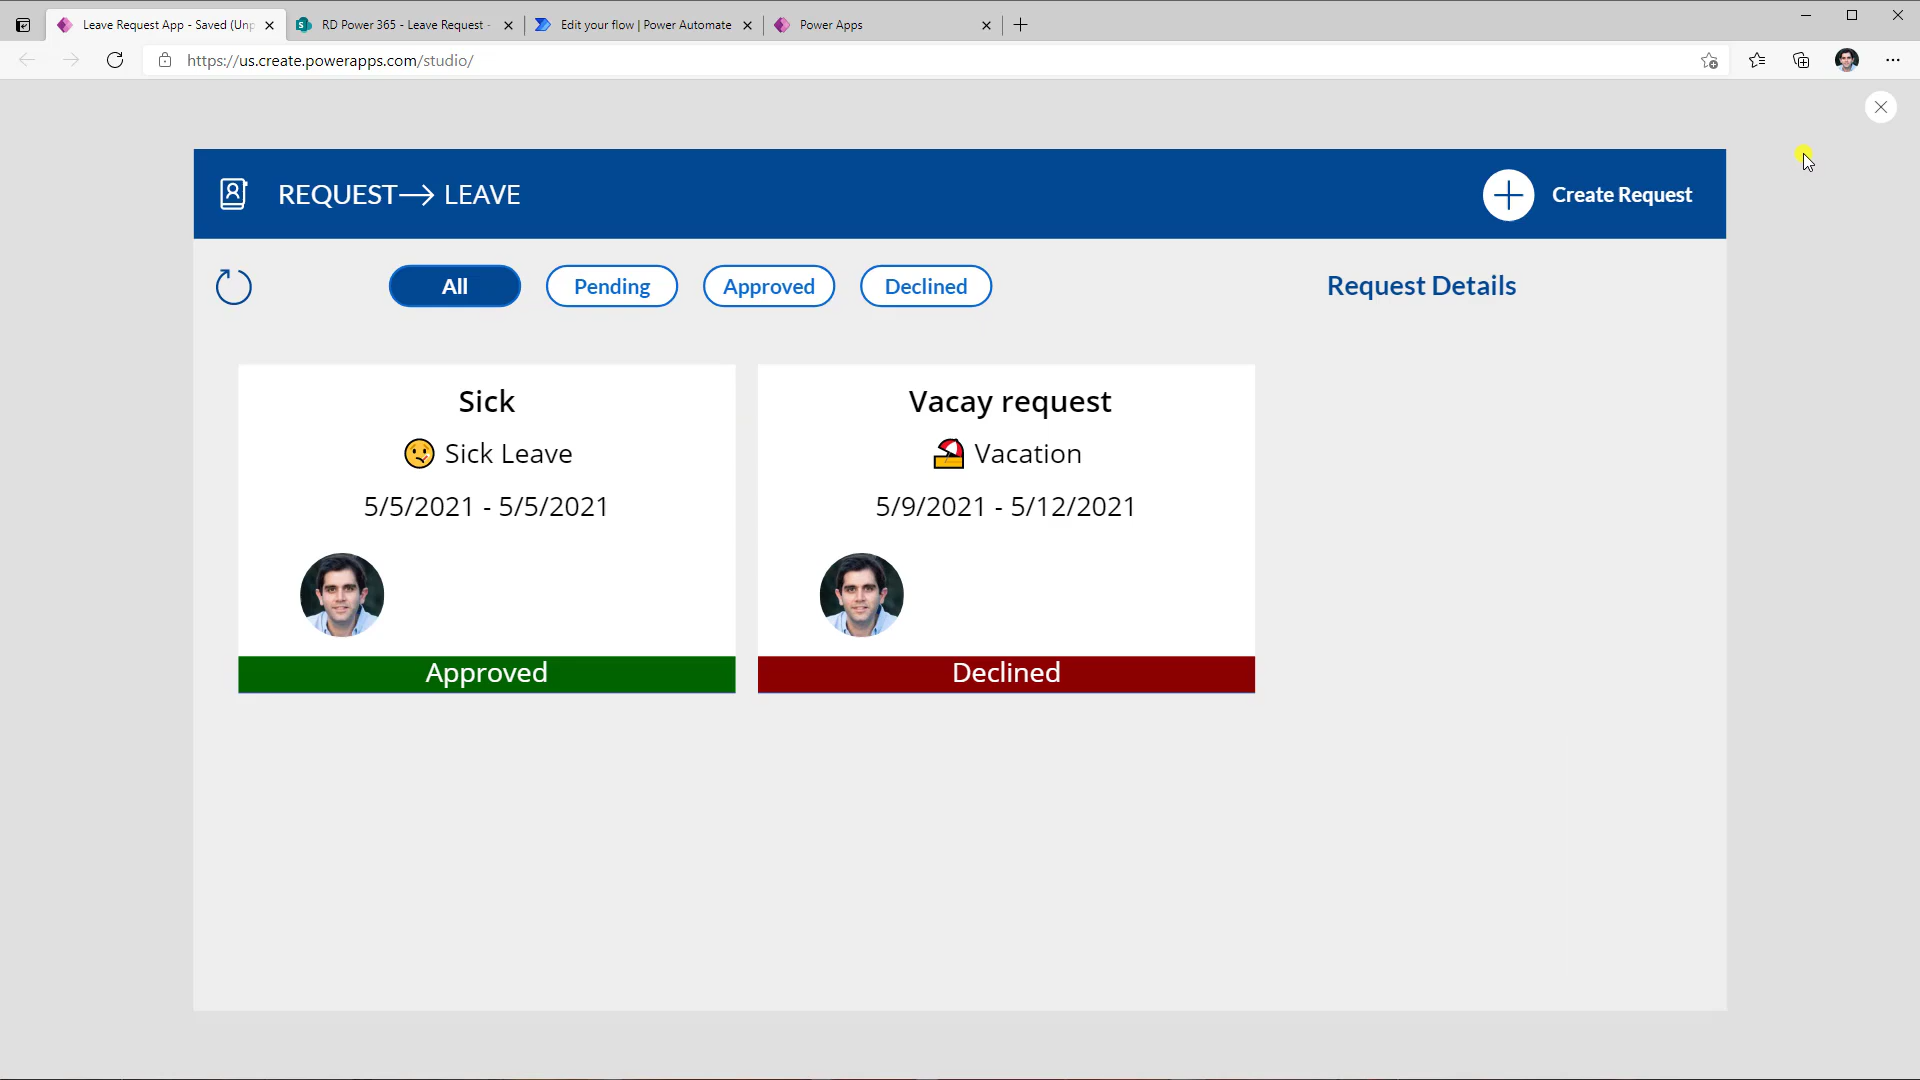 Leave Request App - Saved (Unp
RD Power 365 - Leave Request -
Edit your flow | Power Automate
Power Apps
https://us.create.powerapps.com/studio/
REQUEST→ LEAVE
Create Request
All
Pending
Approved
Declined
Request Details
Sick
Sick Leave
5/5/2021 - 5/5/2021
Approved
Vacay request
Vacation
5/9/2021 - 5/12/2021
Declined